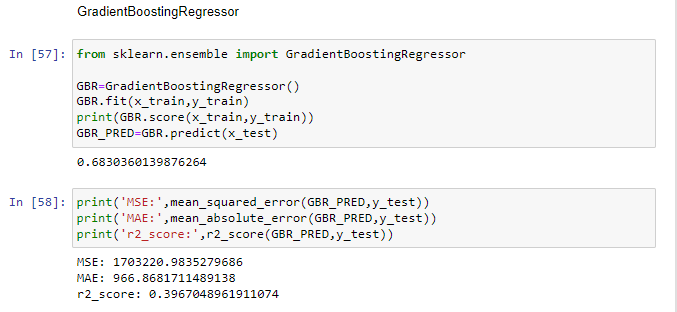 GradientBoostingRegressor
In [57]: from sklearn.ensemble import GradientBoostingRegressor
GBR=GradientBoostingRegressor()
GBR.fit(x_train,y_train)
print(GBR.score(x_train,y_train))
GBR_PRED=GBR.predict(x_test)
0.6830360139876264
In [58]: print('MSE:',mean_squared_error(GBR_PRED,y_test))
print('MAE:',mean_absolute_error(GBR_PRED,y_test))
print('r2_score:',r2_score(GBR_PRED,y_test))
MSE: 1703220.9835279686
MAE: 966.8681711489138
r2_score: 0.3967048961911074